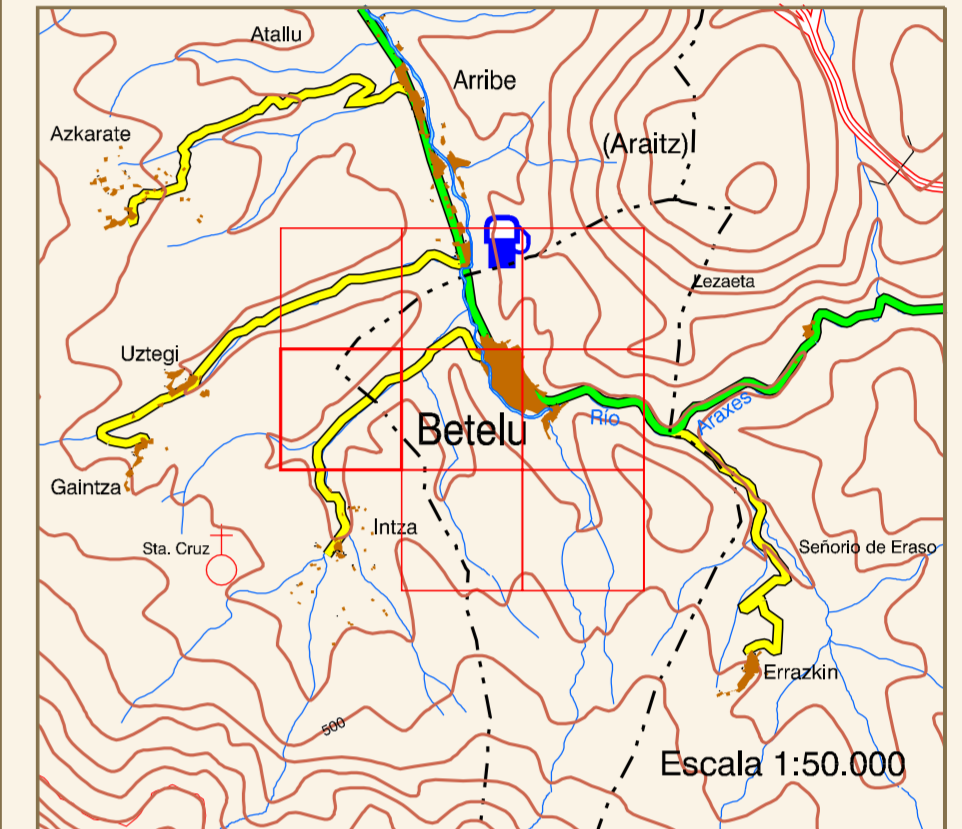 Atallu
Arribe
Azkarate
(Araitz)
Lezaeta
Uztegi
Betelu
Río
Araxes
Gaintza
Intza
Sta. Cruz
Señorio de Eraso
Errazkin
500
Escala 1:50.000